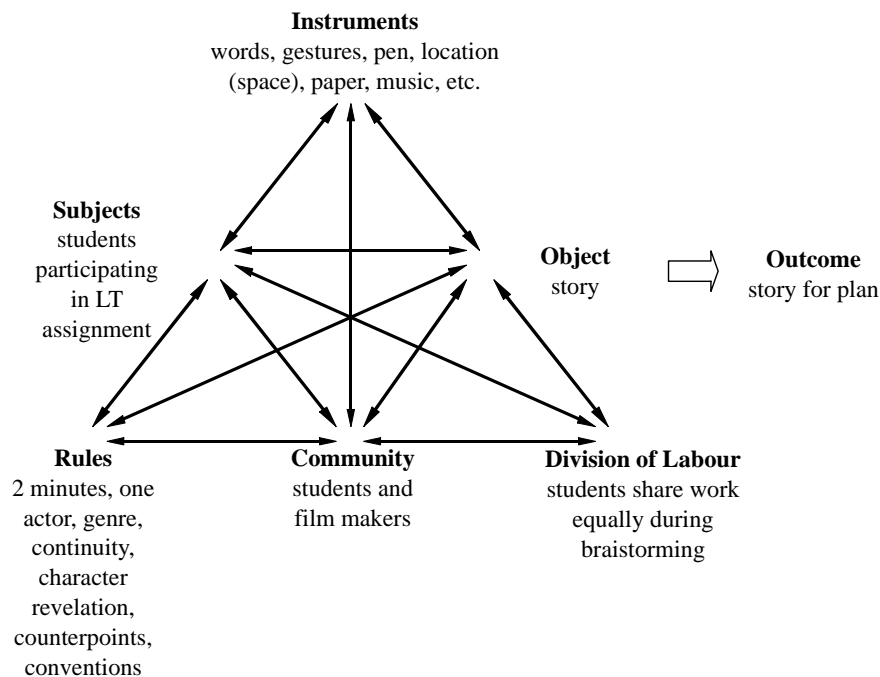 Instruments
words, gestures, pen, location
(space), paper, music, etc.
Subjects
students
participating
in LT
assignment
Object
story
Outcome
story for plan
Rules
2 minutes, one
actor, genre,
continuity,
character
revelation,
counterpoints,
conventions
Community
students and
film makers
Division of Labour
students share work
equally during
braistorming